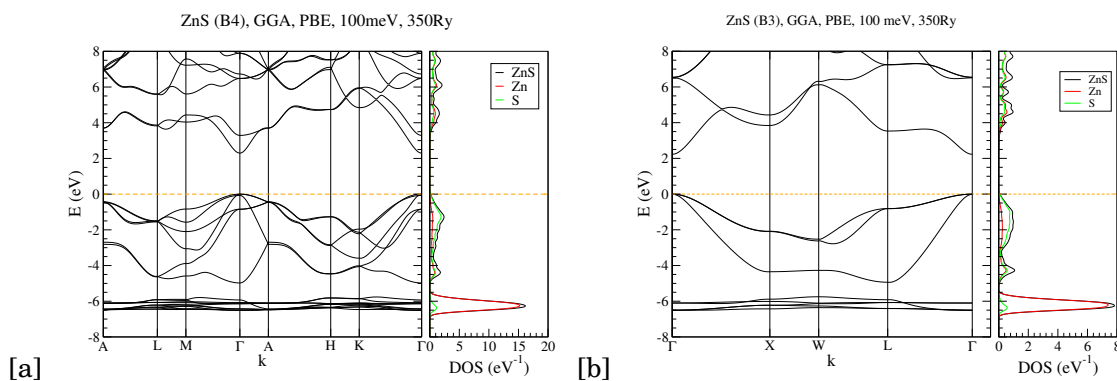 ZnS (B4), GGA, PBE, 100meV, 350Ry
8
6
4
2
0
-2
-4
-6
-8
E (eV)
A L M Γ A H K Γ
k
ZnS
Zn
S
0 5 10 15 20
DOS (eV⁻¹)
[a]
ZnS (B3), GGA, PBE, 100 meV, 350Ry
8
6
4
2
0
-2
-4
-6
-8
E (eV)
Γ X W L Γ
k
ZnS
Zn
S
0 2 4 6 8
DOS (eV⁻¹)
[b]